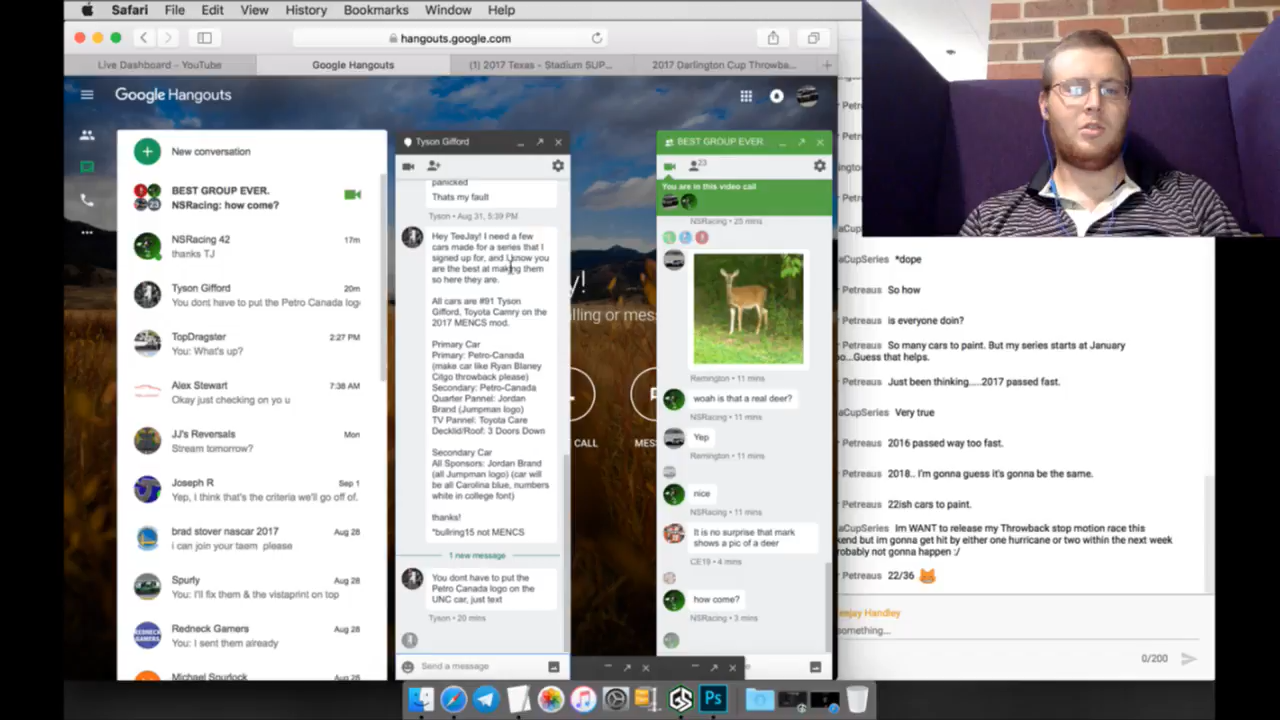 Safari File Edit View History Bookmarks Window Help
hangouts.google.com
Live Dashboard - YouTube
Google Hangouts
(1) 2017 Texas - Stadium SUP...
2017 Darlington Cup Throwba...
Google Hangouts
New conversation
BEST GROUP EVER.
NSRacing: how come?
NSRacing 42
17m
thanks TJ
Tyson Gifford
20m
You dont have to put the Petro Canada log
TopDragster
2:27 PM
You: What's up?
Alex Stewart
7:38 AM
Okay just checking on yo u
JJ's Reversals
Mon
Stream tomorrow?
Joseph R
Sep 1
Yep, I think that's the criteria we'll go off of.
brad stover nascar 2017
Aug 28
i can join your taem please
Spurly
Aug 28
You: I'll fix them & the vistaprint on top
Redneck Gamers
Aug 28
You: I sent them already
Michael Spurlock
Aug 28
Tyson Gifford
panicked
Thats my fault
Tyson • Aug 31, 5:39 PM
Hey TeeJay! I need a few
cars made for a series that I
signed up for, and I know you
are the best at making them
so here they are.
All cars are #91 Tyson
Gifford, Toyota Camry on the
2017 MENCS mod.
Primary Car
Primary: Petro-Canada
(make car like Ryan Blaney
Citgo throwback please)
Secondary: Petro-Canada
Quarter Pannel: Jordan
Brand (Jumpman logo)
TV Pannel: Toyota Care
Decklid/Roof: 3 Doors Down
Secondary Car
All Sponsors: Jordan Brand
(all Jumpman logo) (car will
be all Carolina blue, numbers
white in college font)
thanks!
*bullring15 not MENCS
1 new message
You dont have to put the
Petro Canada logo on the
UNC car, just text
Tyson • 20 mins
Send a message
CALL
MES
y!
lling or mes
BEST GROUP EVER
23
You are in this video call
NSRacing • 25 mins
Remington • 11 mins
woah is that a real deer?
NSRacing • 11 mins
Yep
Remington • 11 mins
nice
NSRacing • 11 mins
It is no surprise that mark
shows a pic of a deer
CE19 • 4 mins
how come?
NSRacing • 3 mins
aCupSeries *dope
Petreaus So how
Petreaus is everyone doin?
Petreaus So many cars to paint. But my series starts at January
o...Guess that helps.
Petreaus Just been thinking.....2017 passed fast.
aCupSeries Very true
Petreaus 2016 passed way too fast.
Petreaus 2018.. I'm gonna guess it's gonna be the same.
Petreaus 22ish cars to paint.
aCupSeries Im WANT to release my Throwback stop motion race this
kend but im gonna get hit by either one hurricane or two within the next week
robably not gonna happen :/
Petreaus 22/36
eejay Handley
something...
0/200
Ps